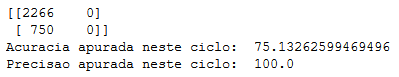 [[2266 0]
[ 750 0]]
Acuracia apurada neste ciclo: 75.13262599469496
Precisao apurada neste ciclo: 100.0